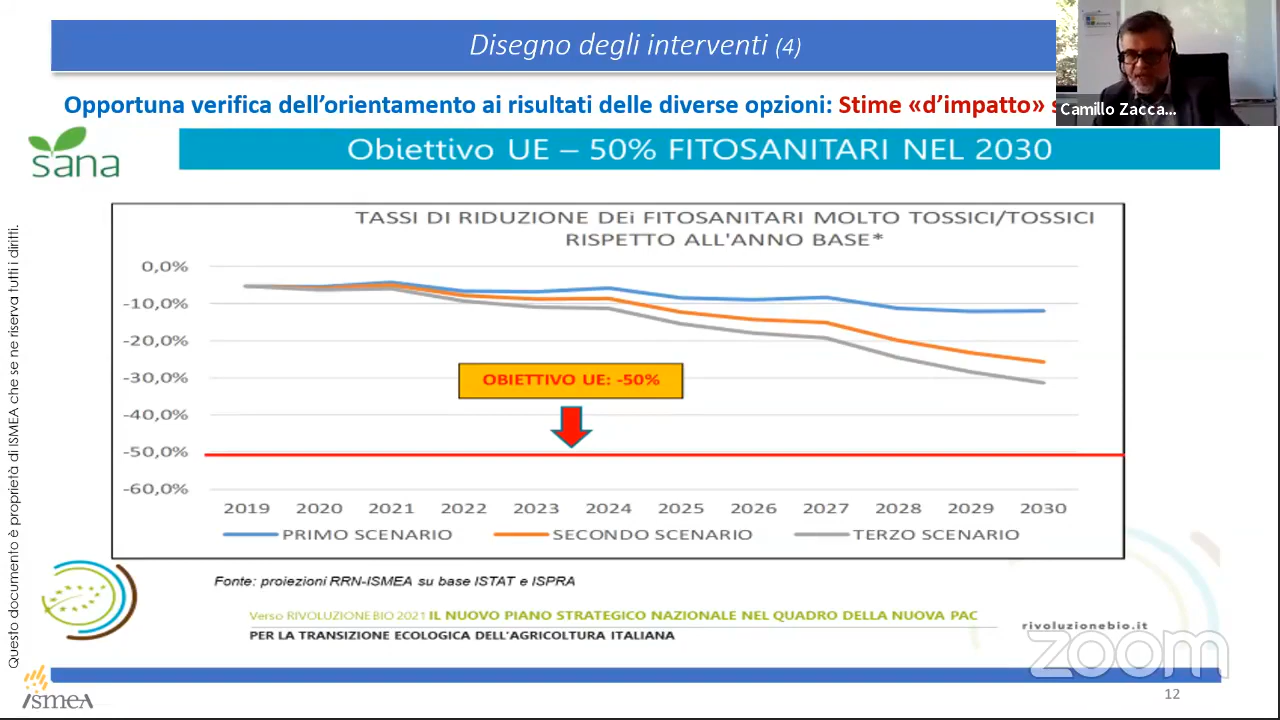 Disegno degli interventi (4)
Opportuna verifica dell'orientamento ai risultati delle diverse opzioni: Stime «d'impatto» s
Camillo Zacca...
sana
Obiettivo UE – 50% FITOSANITARI NEL 2030
TASSI DI RIDUZIONE DEi FITOSANITARI MOLTO TOSSICI/TOSSICI
RISPETTO ALL'ANNO BASE*
0,0%
-10,0%
-20,0%
-30,0%
-40,0%
-50,0%
-60,0%
OBIETTIVO UE: -50%
2019 2020 2021 2022 2023 2024 2025 2026 2027 2028 2029 2030
PRIMO SCENARIO SECONDO SCENARIO TERZO SCENARIO
Fonte: proiezioni RRN-ISMEA su base ISTAT e ISPRA
Verso RIVOLUZIONEBIO 2021 IL NUOVO PIANO STRATEGICO NAZIONALE NEL QUADRO DELLA NUOVA PAC
PER LA TRANSIZIONE ECOLOGICA DELL'AGRICOLTURA ITALIANA
rivoluzionebio.it
zoom
Questo documento è proprietà di ISMEA che se ne riserva tutti i diritti.
ismea
12